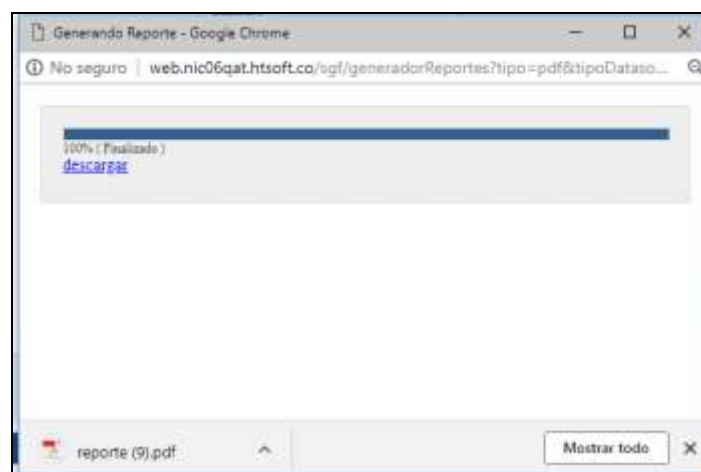 Generando Reporte - Google Chrome
No seguro | web.nic06qat.htsoft.co/sgf/generadorReportes?tipo=pdf&tipoDataso...
100% ( Finalizado )
descargar
reporte (9).pdf
Mostrar todo